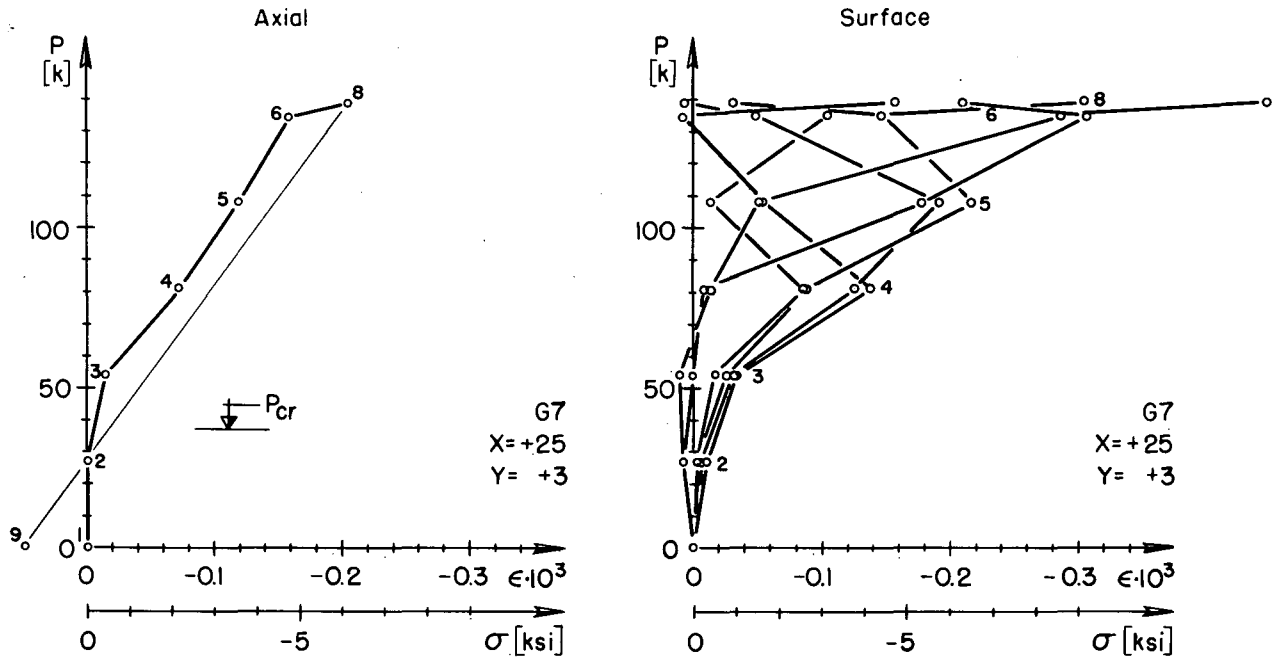 Axial
P
[k]
8
6
5
100
4
3
50
Pcr
G7
X=+25
Y= +3
2
9
1
0
0 -0.1 -0.2 -0.3 ϵ·10³
0 -5 σ [ksi]
Surface
P
[k]
8
6
5
100
4
3
50
G7
X=+25
Y= +3
2
0
0 -0.1 -0.2 -0.3 ϵ·10³
0 -5 σ [ksi]